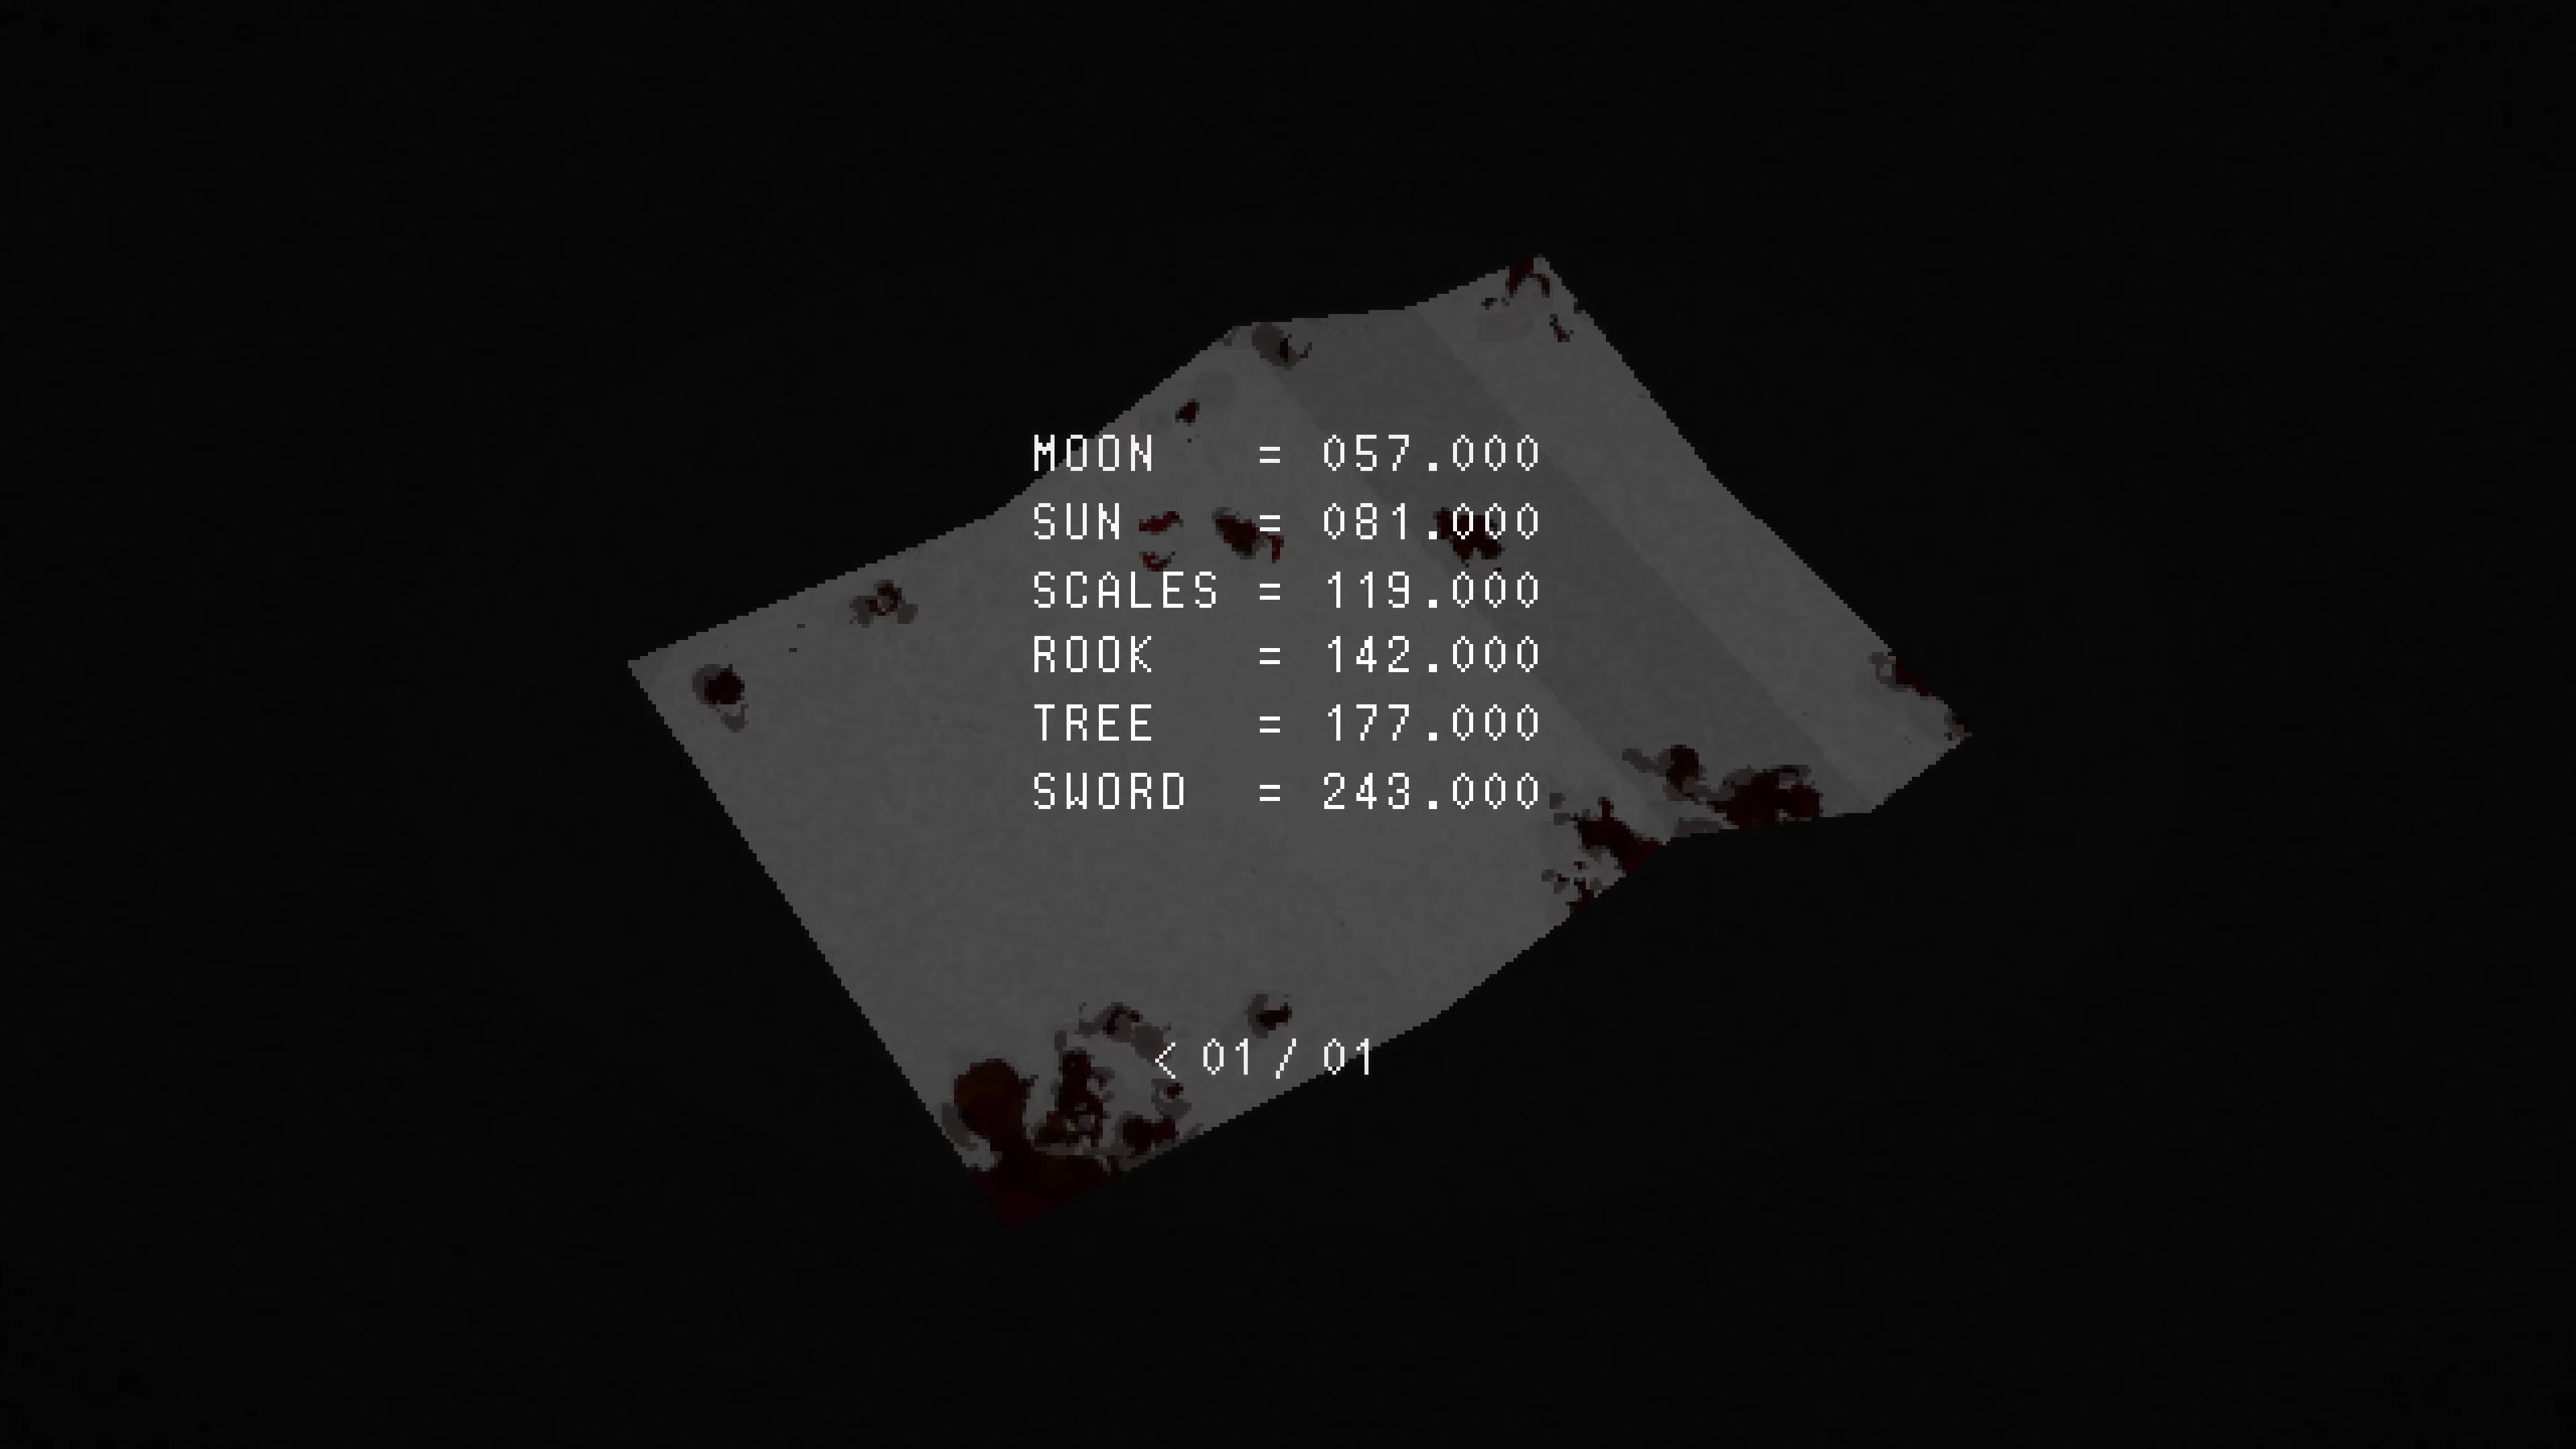 MOON = 057.000
SUN = 081.000
SCALES = 119.000
ROOK = 142.000
TREE = 177.000
SWORD = 243.000
< 01 / 01